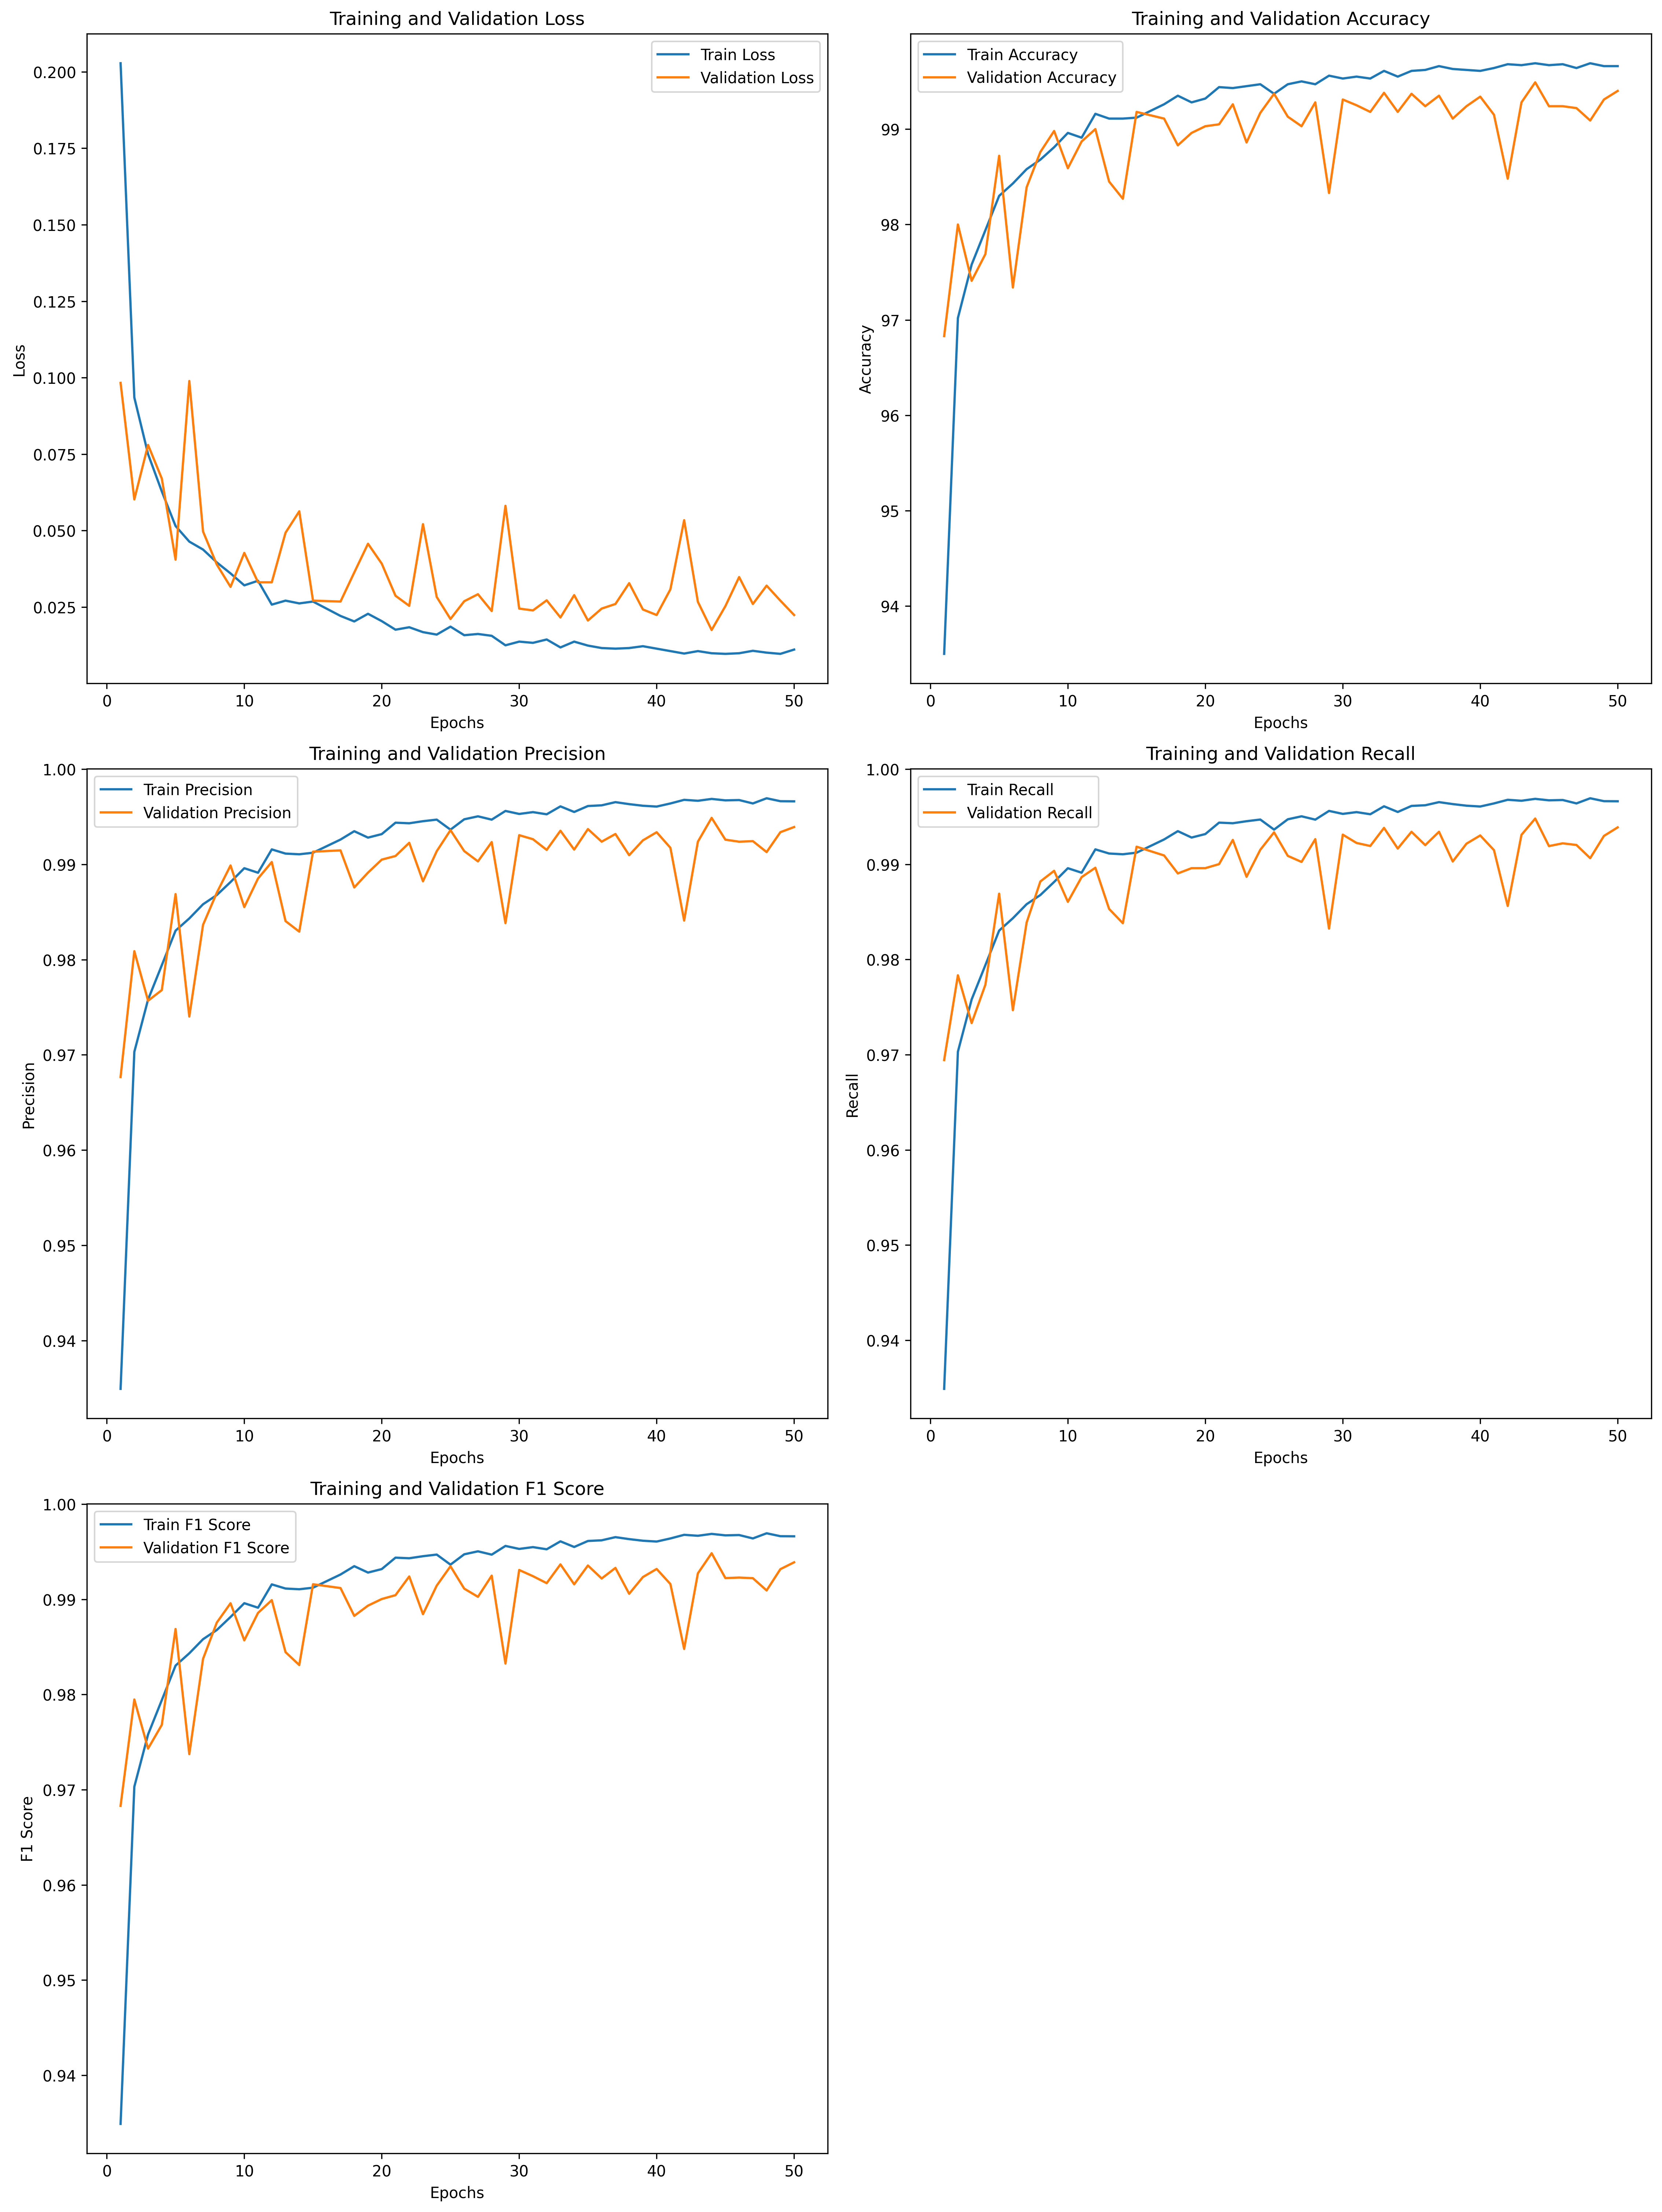 Training and Validation Loss
Train Loss
Validation Loss
0.200
0.175
0.150
0.125
0.100
0.075
0.050
0.025
Loss
0 10 20 30 40 50
Epochs
Training and Validation Accuracy
Train Accuracy
Validation Accuracy
99
98
97
96
95
94
Accuracy
0 10 20 30 40 50
Epochs
Training and Validation Precision
Train Precision
Validation Precision
1.00
0.99
0.98
0.97
0.96
0.95
0.94
Precision
0 10 20 30 40 50
Epochs
Training and Validation Recall
Train Recall
Validation Recall
1.00
0.99
0.98
0.97
0.96
0.95
0.94
Recall
0 10 20 30 40 50
Epochs
Training and Validation F1 Score
Train F1 Score
Validation F1 Score
1.00
0.99
0.98
0.97
0.96
0.95
0.94
F1 Score
0 10 20 30 40 50
Epochs